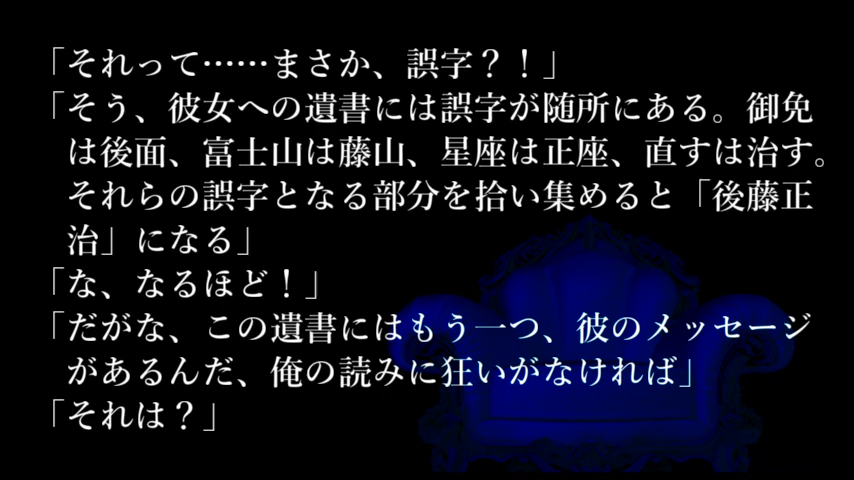 「それって……まさか、誤字？！」
「そう、彼女への遺書には誤字が随所にある。御免
は後面、富士山は藤山、星座は正座、直すは治す。
それらの誤字となる部分を拾い集めると「後藤正
治」になる」
「な、なるほど！」
「だがな、この遺書にはもう一つ、彼のメッセージ
があるんだ、俺の読みに狂いがなければ」
「それは？」